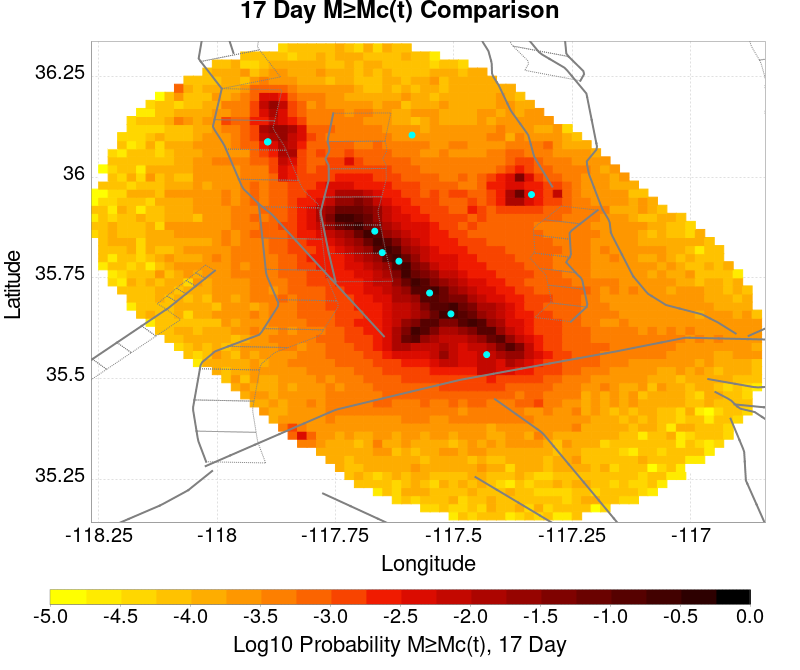 17 Day M≥Mc(t) Comparison
36.25
36
35.75
35.5
35.25
Latitude
-118.25 -118 -117.75 -117.5 -117.25 -117
Longitude
-5.0 -4.5 -4.0 -3.5 -3.0 -2.5 -2.0 -1.5 -1.0 -0.5 0.0
Log10 Probability M≥Mc(t), 17 Day